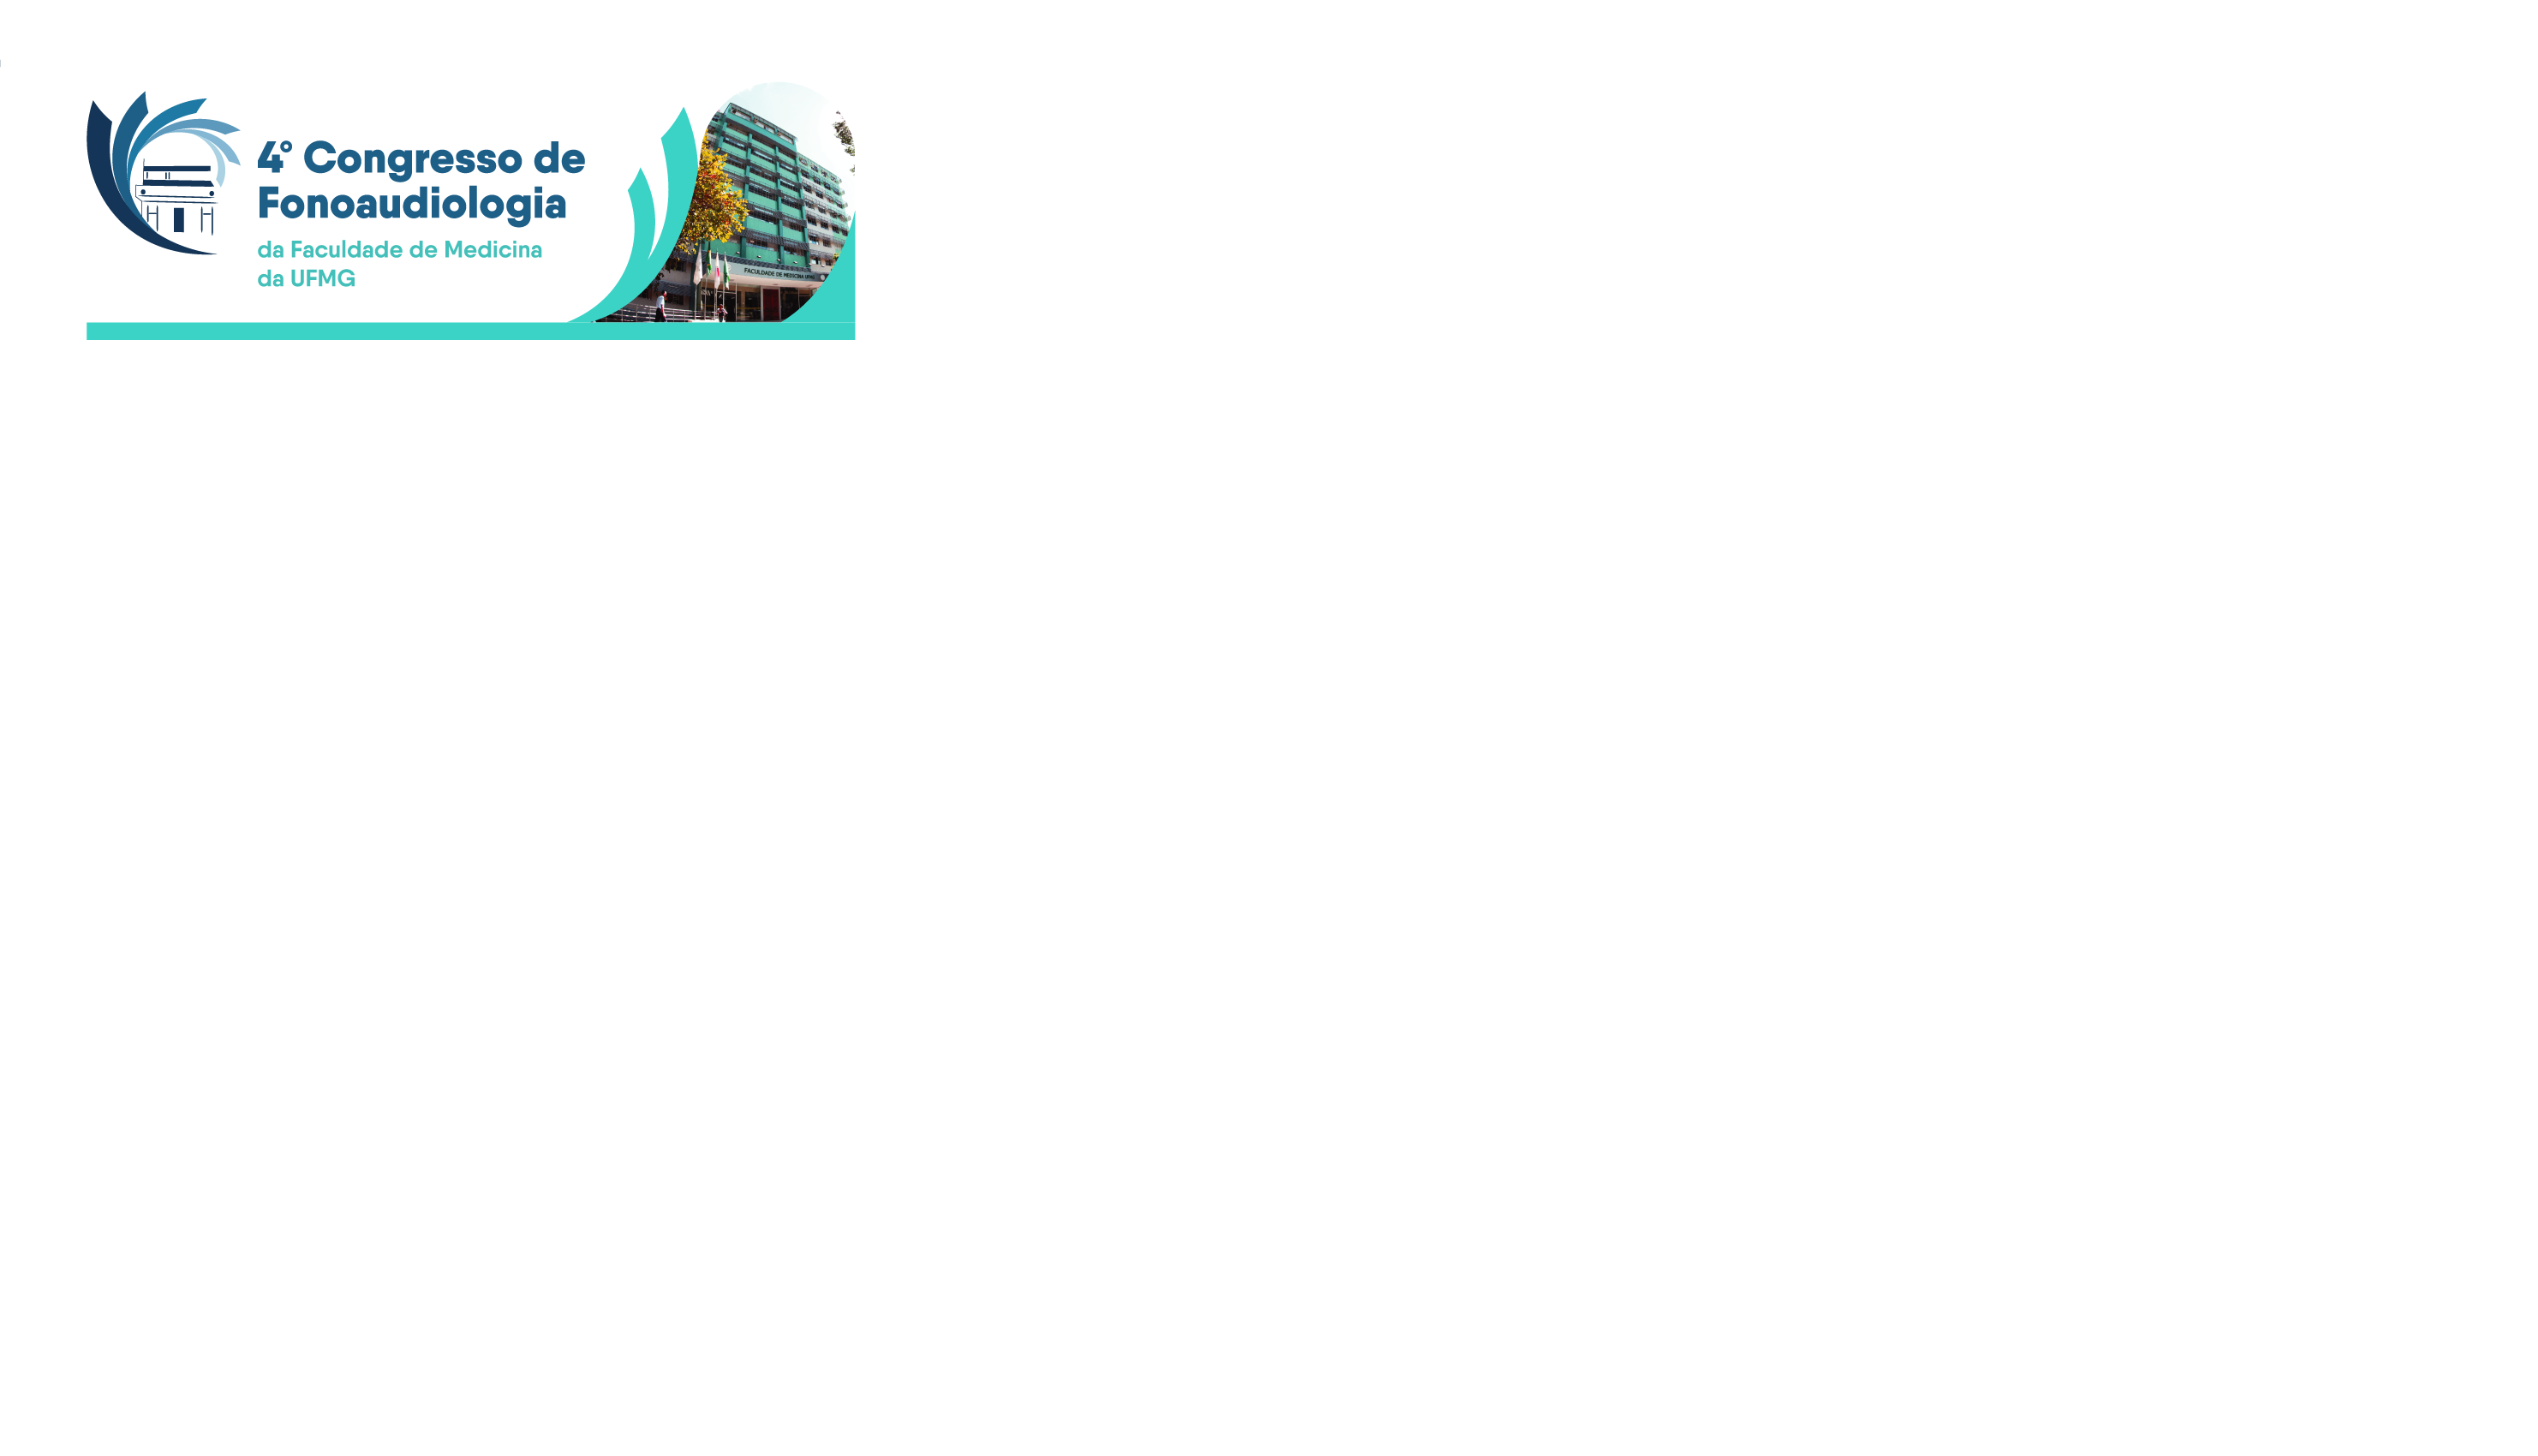 4º Congresso de
Fonoaudiologia
da Faculdade de Medicina
da UFMG
FACULDADE DE MEDICINA UFMG